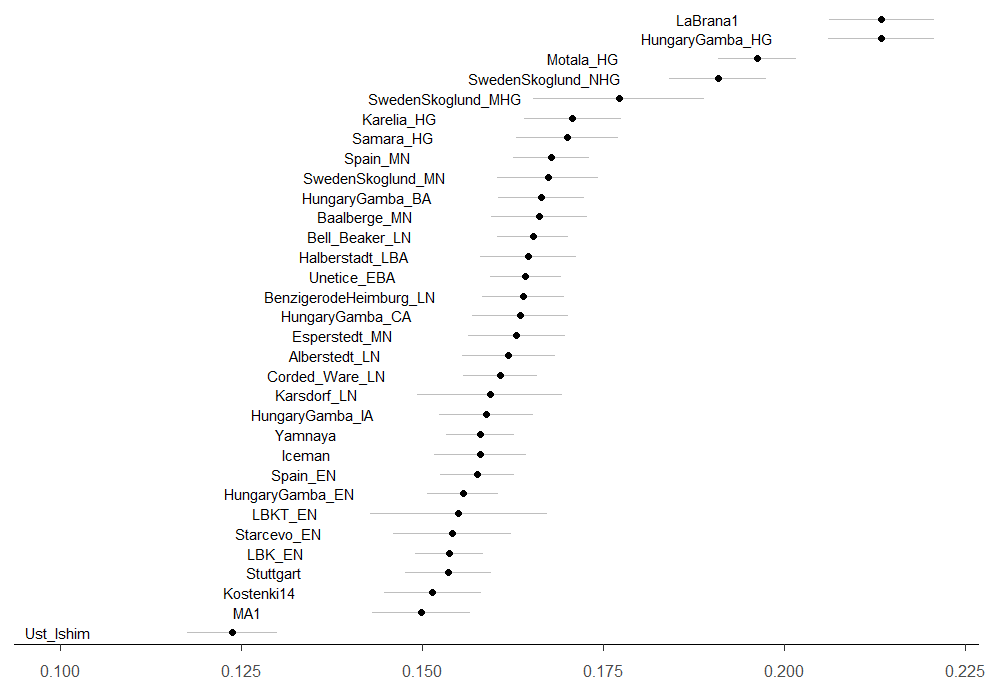 LaBrana1
HungaryGamba_HG
Motala_HG
SwedenSkoglund_NHG
SwedenSkoglund_MHG
Karelia_HG
Samara_HG
Spain_MN
SwedenSkoglund_MN
HungaryGamba_BA
Baalberge_MN
Bell_Beaker_LN
Halberstadt_LBA
Unetice_EBA
BenzigerodeHeimburg_LN
HungaryGamba_CA
Esperstedt_MN
Alberstedt_LN
Corded_Ware_LN
Karsdorf_LN
HungaryGamba_IA
Yamnaya
Iceman
Spain_EN
HungaryGamba_EN
LBKT_EN
Starcevo_EN
LBK_EN
Stuttgart
Kostenki14
MA1
Ust_Ishim
0.100 0.125 0.150 0.175 0.200 0.225